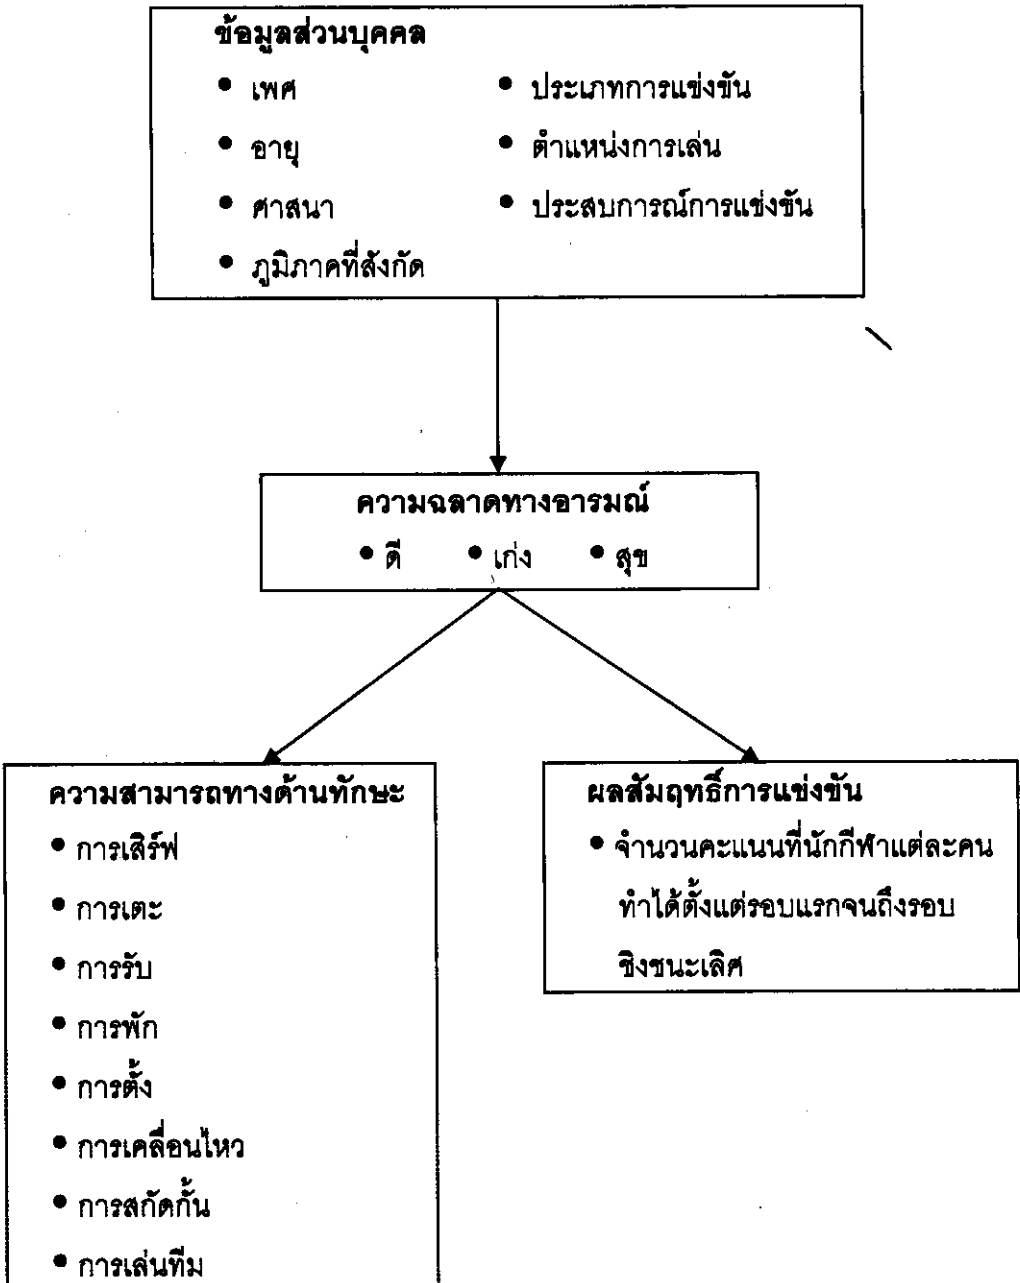 ข้อมูลส่วนบุคคล
• เพศ
• อายุ
• ศาสนา
• ภูมิภาคที่สังกัด
• ประเภทการแข่งขัน
• ตำแหน่งการเล่น
• ประสบการณ์การแข่งขัน
ความฉลาดทางอารมณ์
• ดี • เก่ง • สุข
ความสามารถทางด้านทักษะ
• การเสิร์ฟ
• การเตะ
• การรับ
• การพัก
• การตั้ง
• การเคลื่อนไหว
• การสกัดกั้น
• การเล่นทีม
ผลสัมฤทธิ์การแข่งขัน
• จำนวนคะแนนที่นักกีฬาแต่ละคน
ทำได้ตั้งแต่รอบแรกจนถึงรอบ
ชิงชนะเลิศ